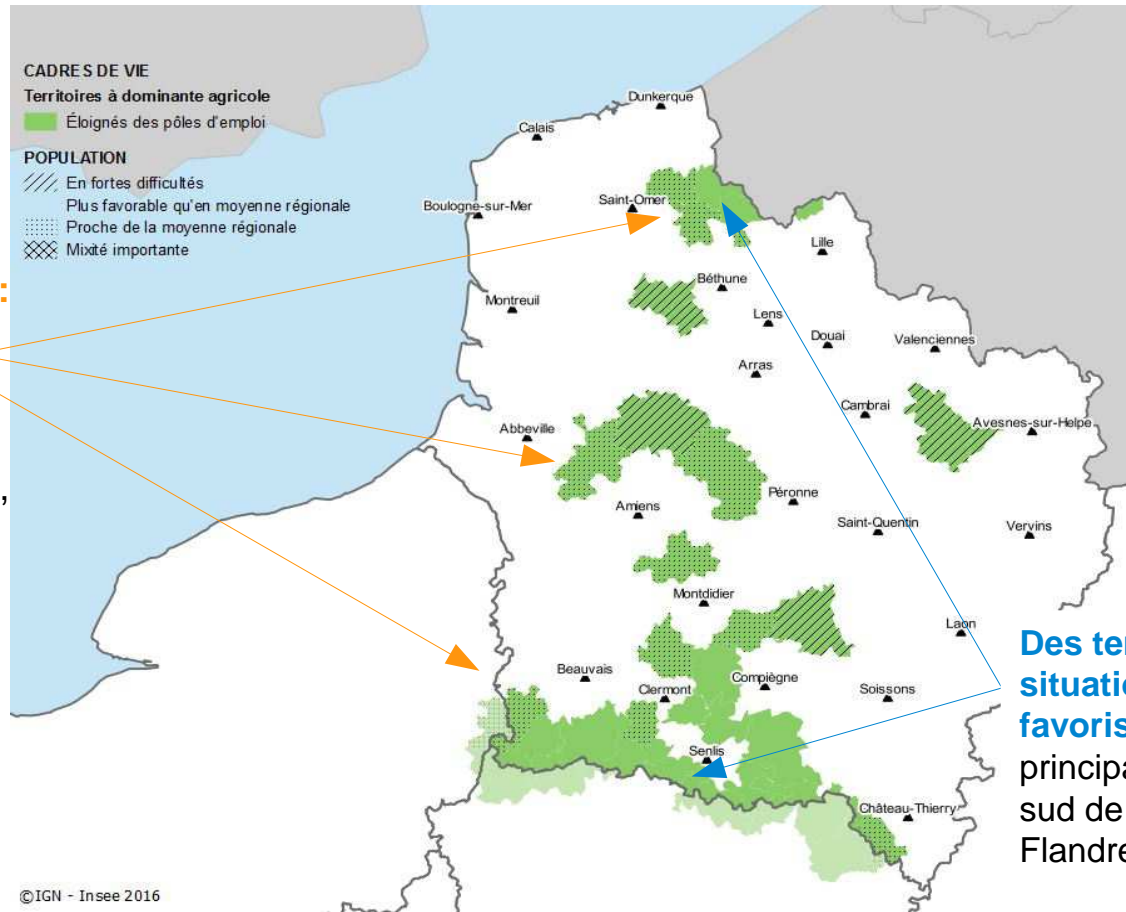 CADRES DE VIE
Territoires à dominante agricole
Éloignés des pôles d'emploi
POPULATION
En fortes difficultés
Plus favorable qu'en moyenne régionale
Proche de la moyenne régionale
Mixité importante
:
,
Dunkerque
Calais
Boulogne-sur-Mer
Saint-Omer
Lille
Béthune
Montreuil
Lens
Douai
Valenciennes
Arras
Cambrai
Avesnes-sur-Helpe
Abbeville
Péronne
Amiens
Saint-Quentin
Vervins
Montdidier
Laon
Beauvais
Clermont
Compiègne
Soissons
Senlis
Château-Thierry
Des ter
situatio
favoris
principa
sud de
Flandre
©IGN - Insee 2016